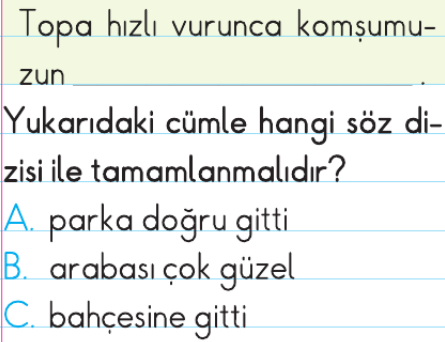 Topa hızlı vurunca komşumu-
zun ______________________ .
Yukarıdaki cümle hangi söz di-
zisi ile tamamlanmalıdır?
A. parka doğru gitti
B. arabası çok güzel
C. bahçesine gitti